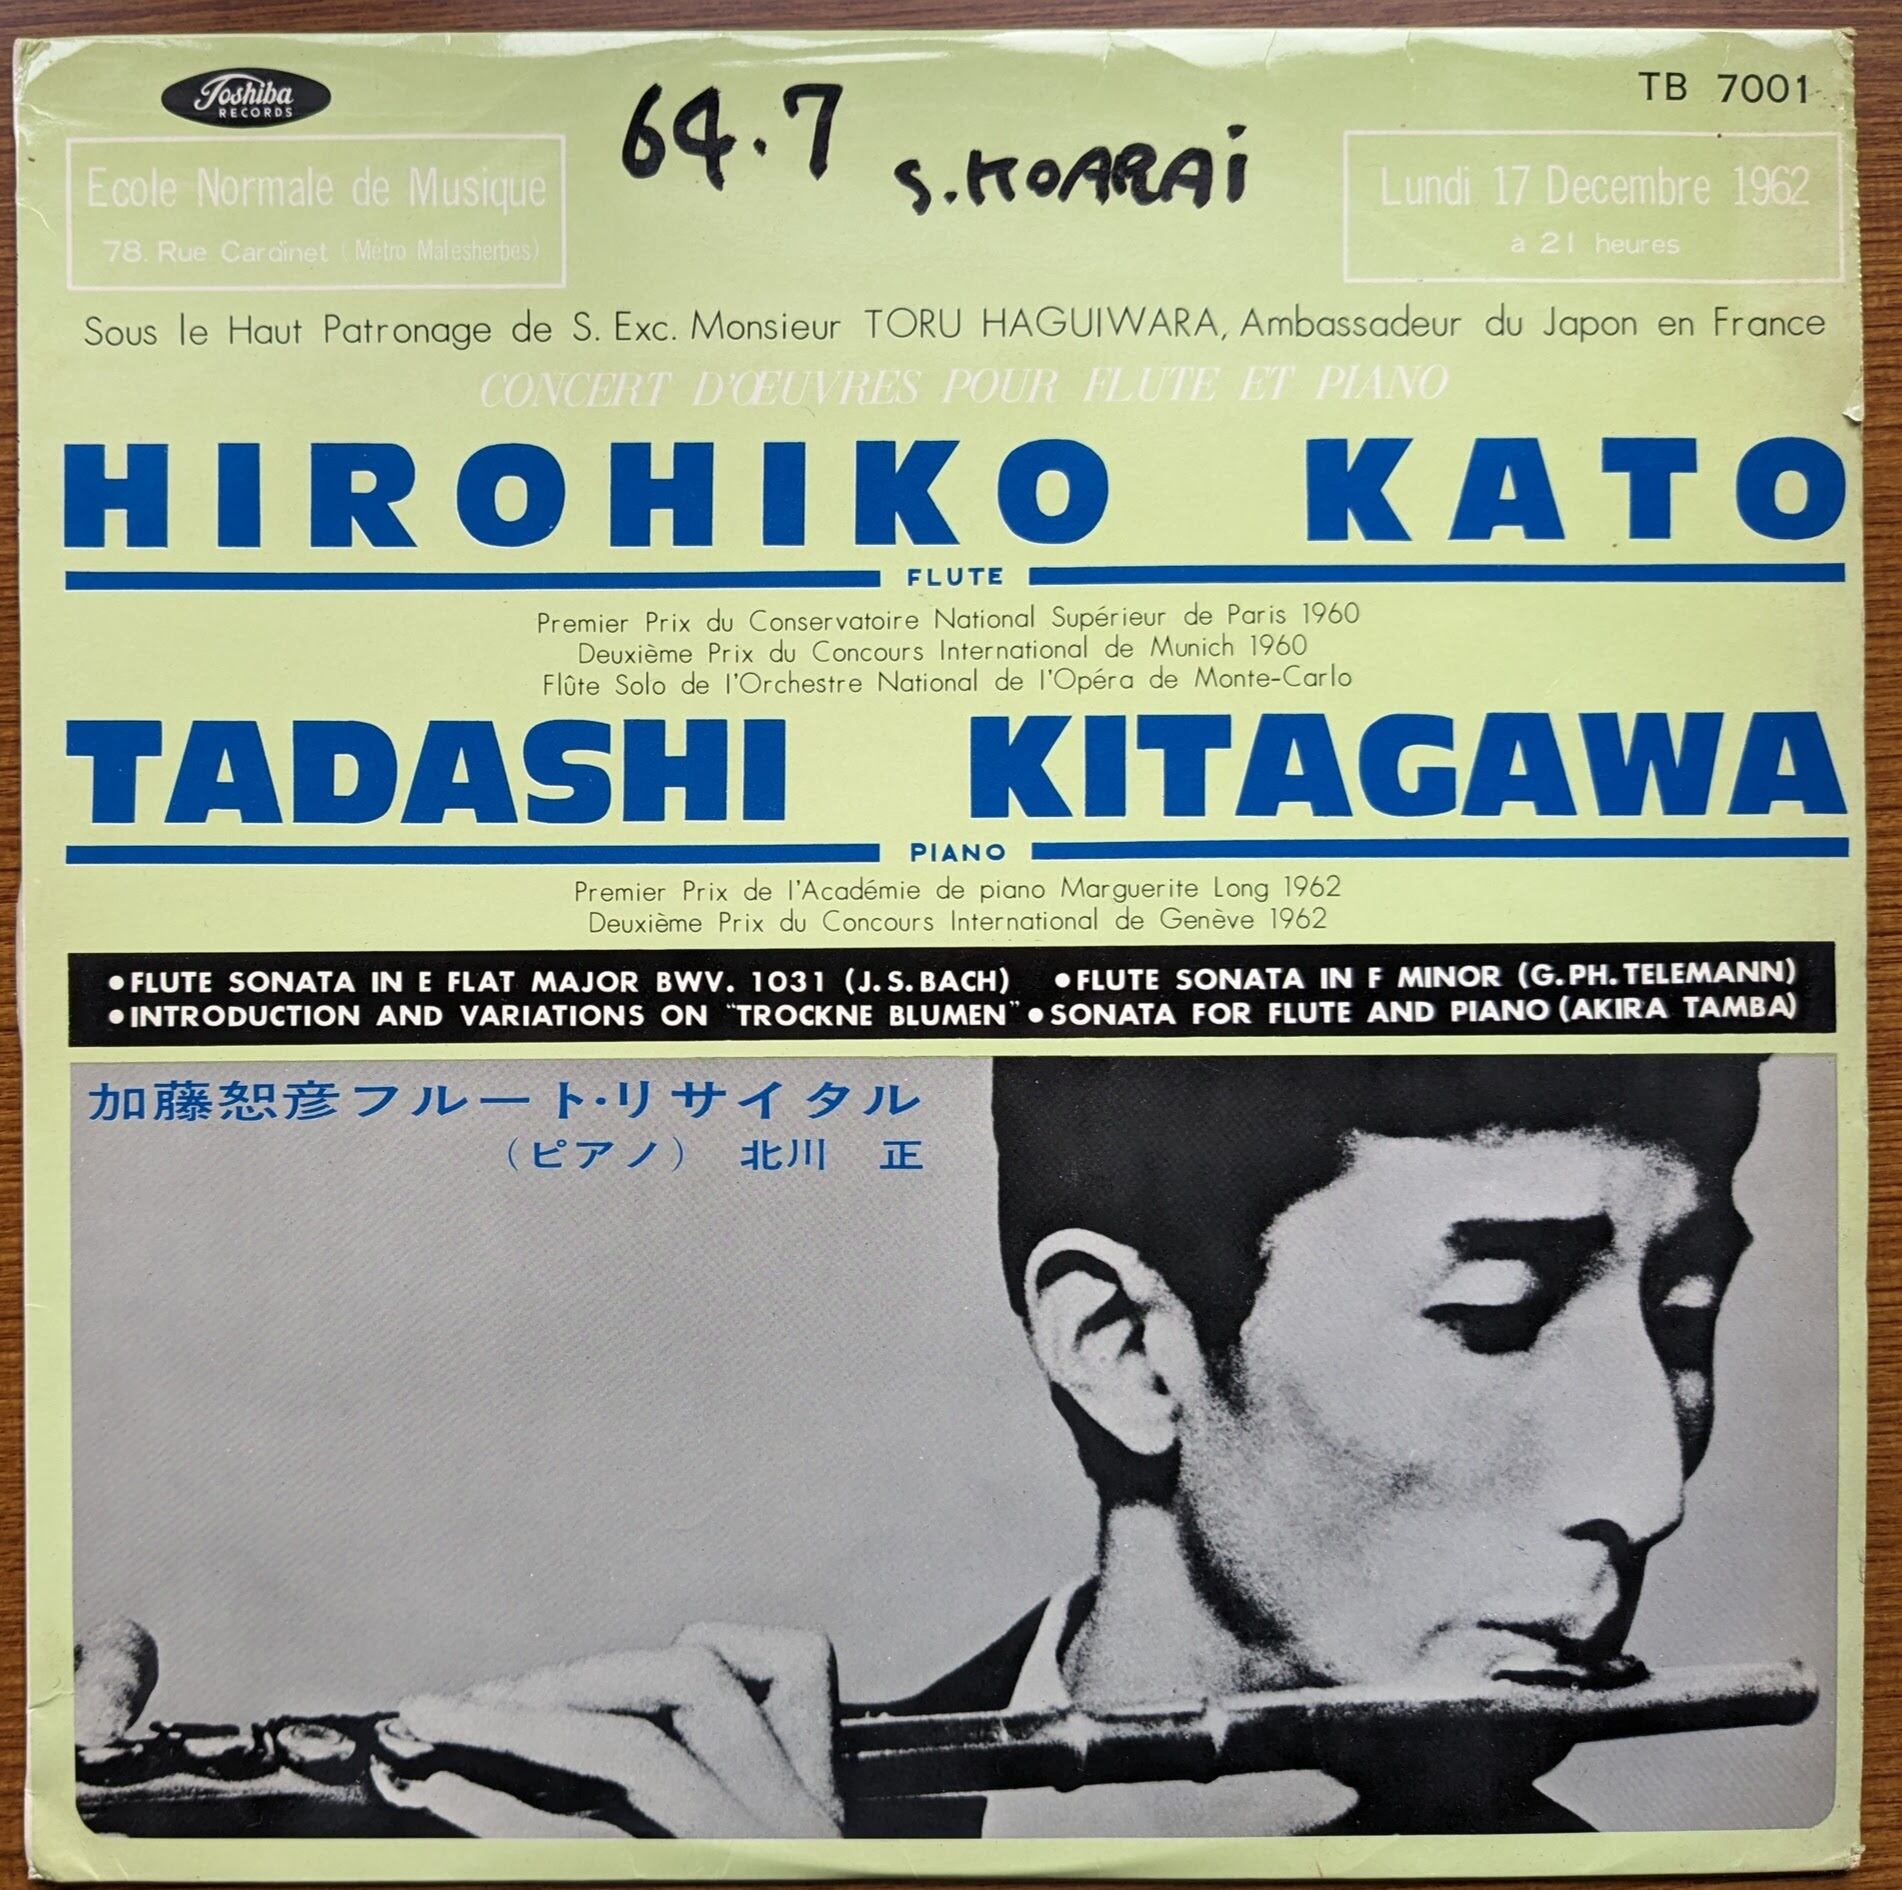 Toshiba
RECORDS
TB 7001
64.7
S.KOARAi
Ecole Normale de Musique
78. Rue Cardinet (Métro Malesherbes)
Lundi 17 Decembre 1962
à 21 heures
Sous le Haut Patronage de S. Exc. Monsieur TORU HAGUIWARA, Ambassadeur du Japon en France
CONCERT D'ŒUVRES POUR FLUTE ET PIANO
HIROHIKO KATO
FLUTE
Premier Prix du Conservatoire National Supérieur de Paris 1960
Deuxième Prix du Concours International de Munich 1960
Flûte Solo de l'Orchestre National de l'Opéra de Monte-Carlo
TADASHI KITAGAWA
PIANO
Premier Prix de l'Académie de piano Marguerite Long 1962
Deuxième Prix du Concours International de Genève 1962
●FLUTE SONATA IN E FLAT MAJOR BWV. 1031 (J.S.BACH) ●FLUTE SONATA IN F MINOR (G.PH.TELEMANN)
●INTRODUCTION AND VARIATIONS ON "TROCKNE BLUMEN" ●SONATA FOR FLUTE AND PIANO (AKIRA TAMBA)
加藤恕彦フルート・リサイタル
(ピアノ) 北川 正